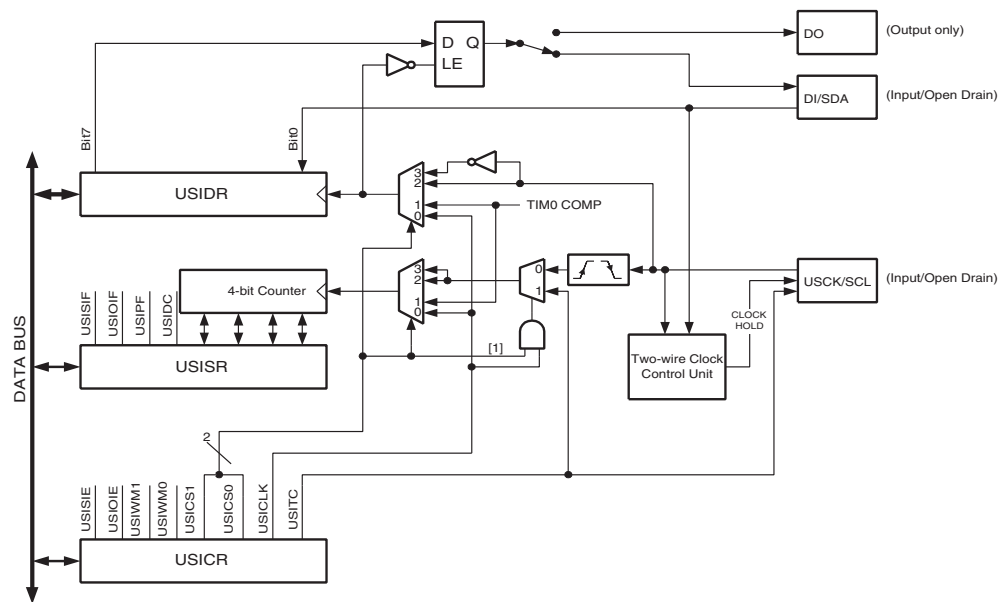 D Q
LE
DO
(Output only)
DI/SDA
(Input/Open Drain)
Bit7
Bit0
USIDR
3
2
1
0
TIM0 COMP
4-bit Counter
3
2
1
0
0
1
USCK/SCL
(Input/Open Drain)
CLOCK
HOLD
USISIF
USIOIF
USIPF
USIDC
USISR
[1]
Two-wire Clock
Control Unit
DATA BUS
2
USISIE
USIOIE
USIWM1
USIWM0
USICS1
USICS0
USICLK
USITC
USICR